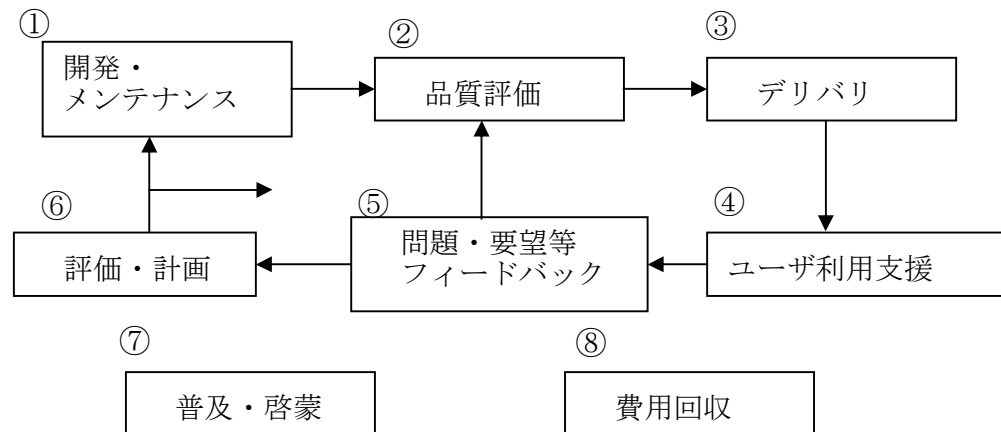 ①
開発・
メンテナンス
②
品質評価
③
デリバリ
⑥
評価・計画
⑤
問題・要望等
フィードバック
④
ユーザ利用支援
⑦
普及・啓蒙
⑧
費用回収